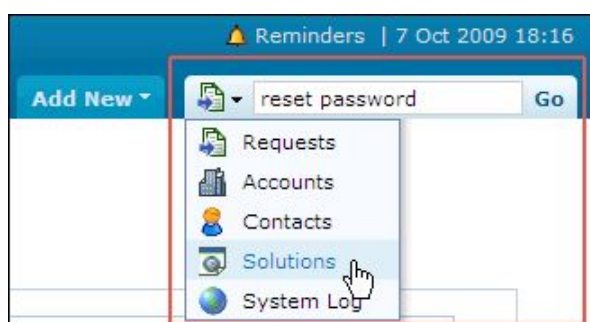 Reminders | 7 Oct 2009 18:16
Add New reset password Go
Requests
Accounts
Contacts
Solutions
System Log